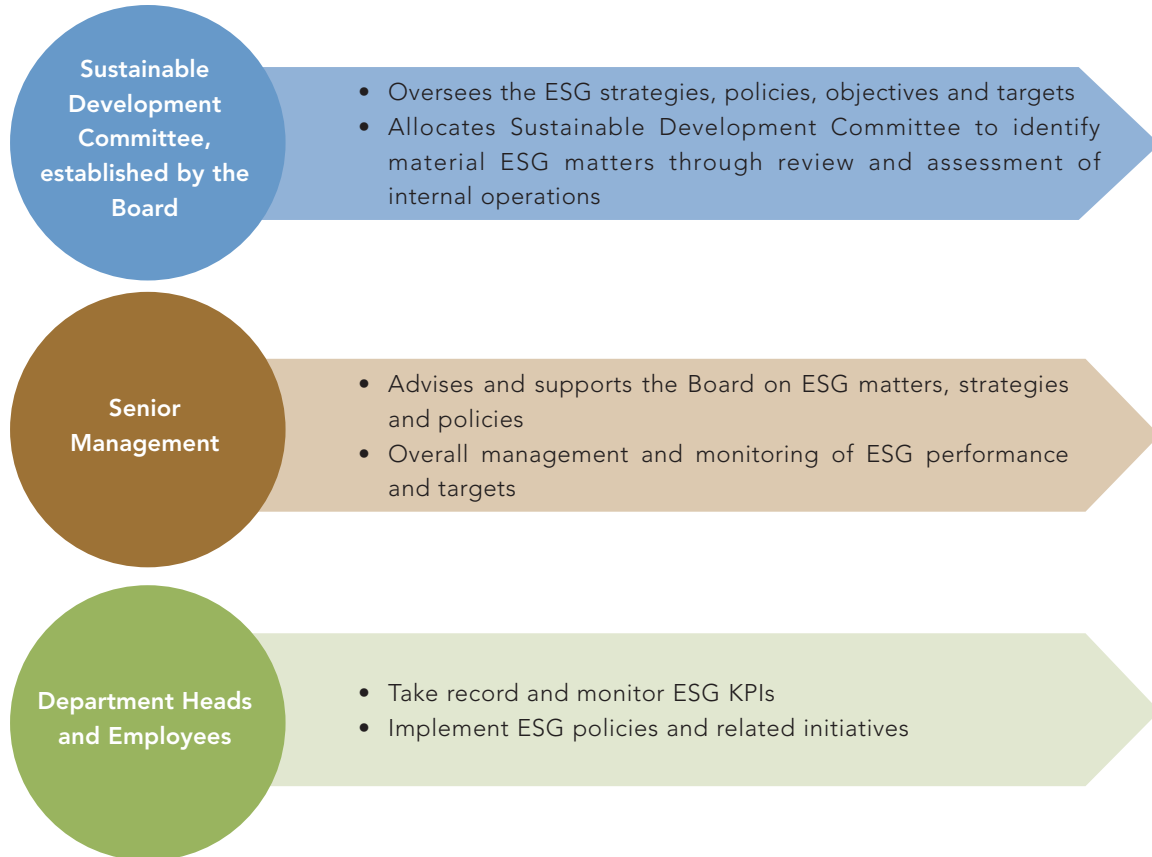 Sustainable
Development
Committee,
established by the
Board
• Oversees the ESG strategies, policies, objectives and targets
• Allocates Sustainable Development Committee to identify
material ESG matters through review and assessment of
internal operations
Senior
Management
• Advises and supports the Board on ESG matters, strategies
and policies
• Overall management and monitoring of ESG performance
and targets
Department Heads
and Employees
• Take record and monitor ESG KPIs
• Implement ESG policies and related initiatives